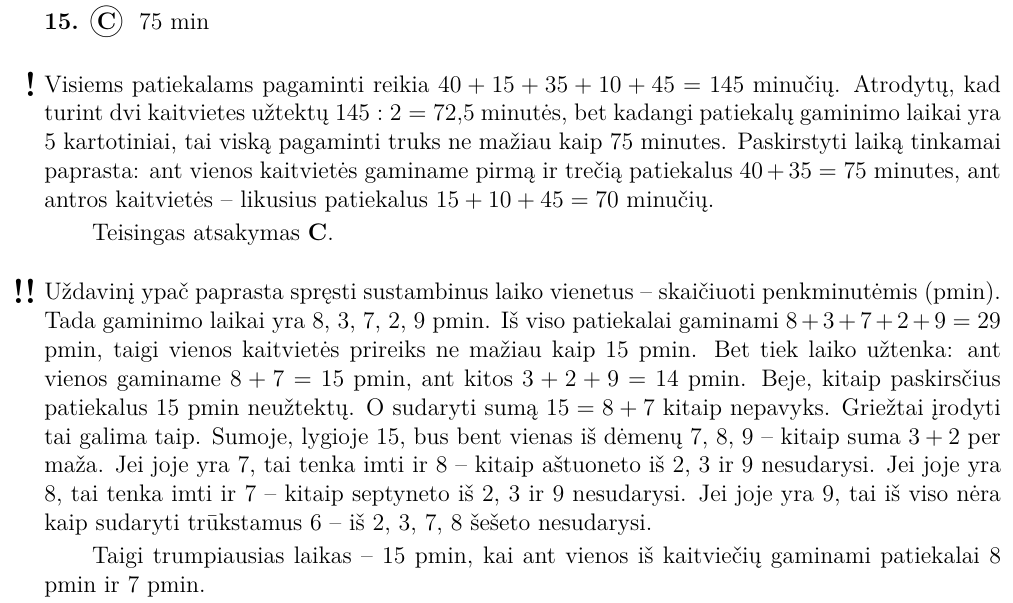 15. C 75 min
! Visiems patiekalams pagaminti reikia 40 + 15 + 35 + 10 + 45 = 145 minučių. Atrodytų, kad
turint dvi kaitvietes užtektų 145 : 2 = 72,5 minutės, bet kadangi patiekalų gaminimo laikai yra
5 kartotiniai, tai viską pagaminti truks ne mažiau kaip 75 minutes. Paskirstyti laiką tinkamai
paprasta: ant vienos kaitvietės gaminame pirmą ir trečią patiekalus 40 + 35 = 75 minutes, ant
antros kaitvietės – likusius patiekalus 15 + 10 + 45 = 70 minučių.
Teisingas atsakymas C.
!! Uždavinį ypač paprasta spręsti sustambinus laiko vienetus – skaičiuoti penkminutėmis (pmin).
Tada gaminimo laikai yra 8, 3, 7, 2, 9 pmin. Iš viso patiekalai gaminami 8 + 3 + 7 + 2 + 9 = 29
pmin, taigi vienos kaitvietės prireiks ne mažiau kaip 15 pmin. Bet tiek laiko užtenka: ant
vienos gaminame 8 + 7 = 15 pmin, ant kitos 3 + 2 + 9 = 14 pmin. Beje, kitaip paskirsčius
patiekalus 15 pmin neužtektų. O sudaryti sumą 15 = 8 + 7 kitaip nepavyks. Griežtai įrodyti
tai galima taip. Sumoje, lygioje 15, bus bent vienas iš dėmenų 7, 8, 9 – kitaip suma 3 + 2 per
maža. Jei joje yra 7, tai tenka imti ir 8 – kitaip aštuoneto iš 2, 3 ir 9 nesudarysi. Jei joje yra
8, tai tenka imti ir 7 – kitaip septyneto iš 2, 3 ir 9 nesudarysi. Jei joje yra 9, tai iš viso nėra
kaip sudaryti trūkstamus 6 – iš 2, 3, 7, 8 šešeto nesudarysi.
Taigi trumpiausias laikas – 15 pmin, kai ant vienos iš kaitviečių gaminami patiekalai 8
pmin ir 7 pmin.